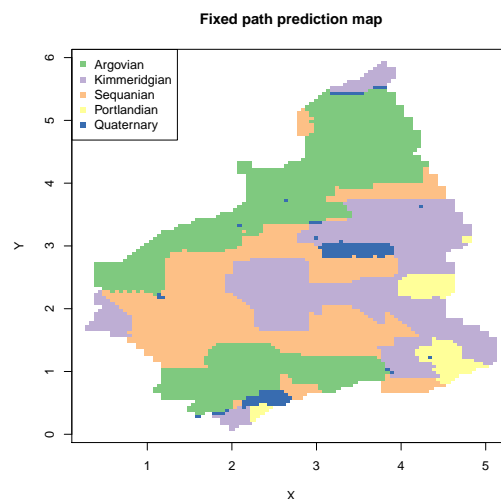 Fixed path prediction map
Argovian
Kimmeridgian
Sequanian
Portlandian
Quaternary
6
5
4
3
2
1
0
Y
1
2
3
4
5
X